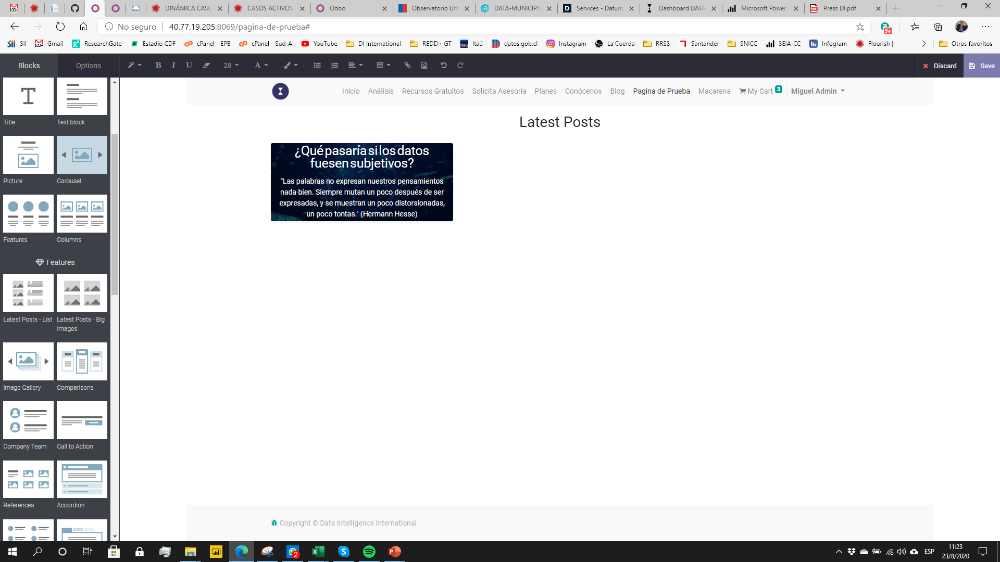 DINÁMICA CASO
CASOS ACTIVOS
Odoo
Observatorio Urb
DATA-MUNICIPIO
Services - Datum
Dashboard DATA
Microsoft Power
Press DI.pdf
No seguro
40.77.19.205:8069/pagina-de-prueba#
9+
SII
Gmail
ResearchGate
Estadio CDF
cPanel - EPB
cPanel - Sud-A
YouTube
DI International
REDD+ GT
Itaú
datos.gob.cl
Instagram
La Cuerda
RRSS
Santander
SNICC
SEIA-CC
Infogram
Flourish |
Otros favoritos
Blocks
Options
B
I
U
28
A
Discard
Save
Inicio
Análisis
Recursos Gratuitos
Solicita Asesoría
Planes
Conócenos
Blog
Pagina de Prueba
Macarena
My Cart 3
Miguel Admin
Title
Text block
Picture
Carousel
Features
Columns
Features
Latest Posts - List
Latest Posts - Big
Images
Image Gallery
Comparisons
Company Team
Call to Action
References
Accordion
Latest Posts
¿Qué pasaría si los datos
fuesen subjetivos?
"Las palabras no expresan nuestros pensamientos
nada bien. Siempre mutan un poco después de ser
expresadas, y se muestran un poco distorsionadas,
un poco tontas." (Hermann Hesse)
Copyright © Data Intelligence International
2
ESP
11:23
23/8/2020